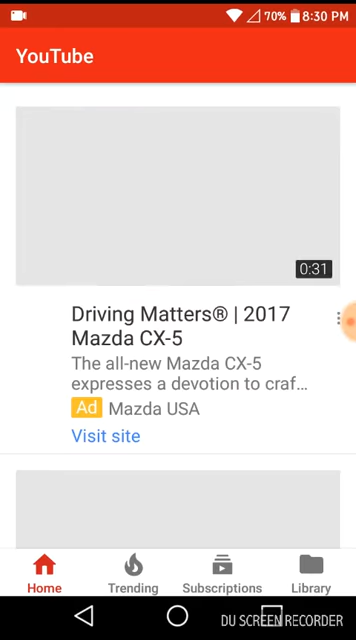 70% 8:30 PM
YouTube
0:31
Driving Matters® | 2017
Mazda CX-5
The all-new Mazda CX-5
expresses a devotion to craf...
Ad Mazda USA
Visit site
Home Trending Subscriptions Library
DU SCREEN RECORDER